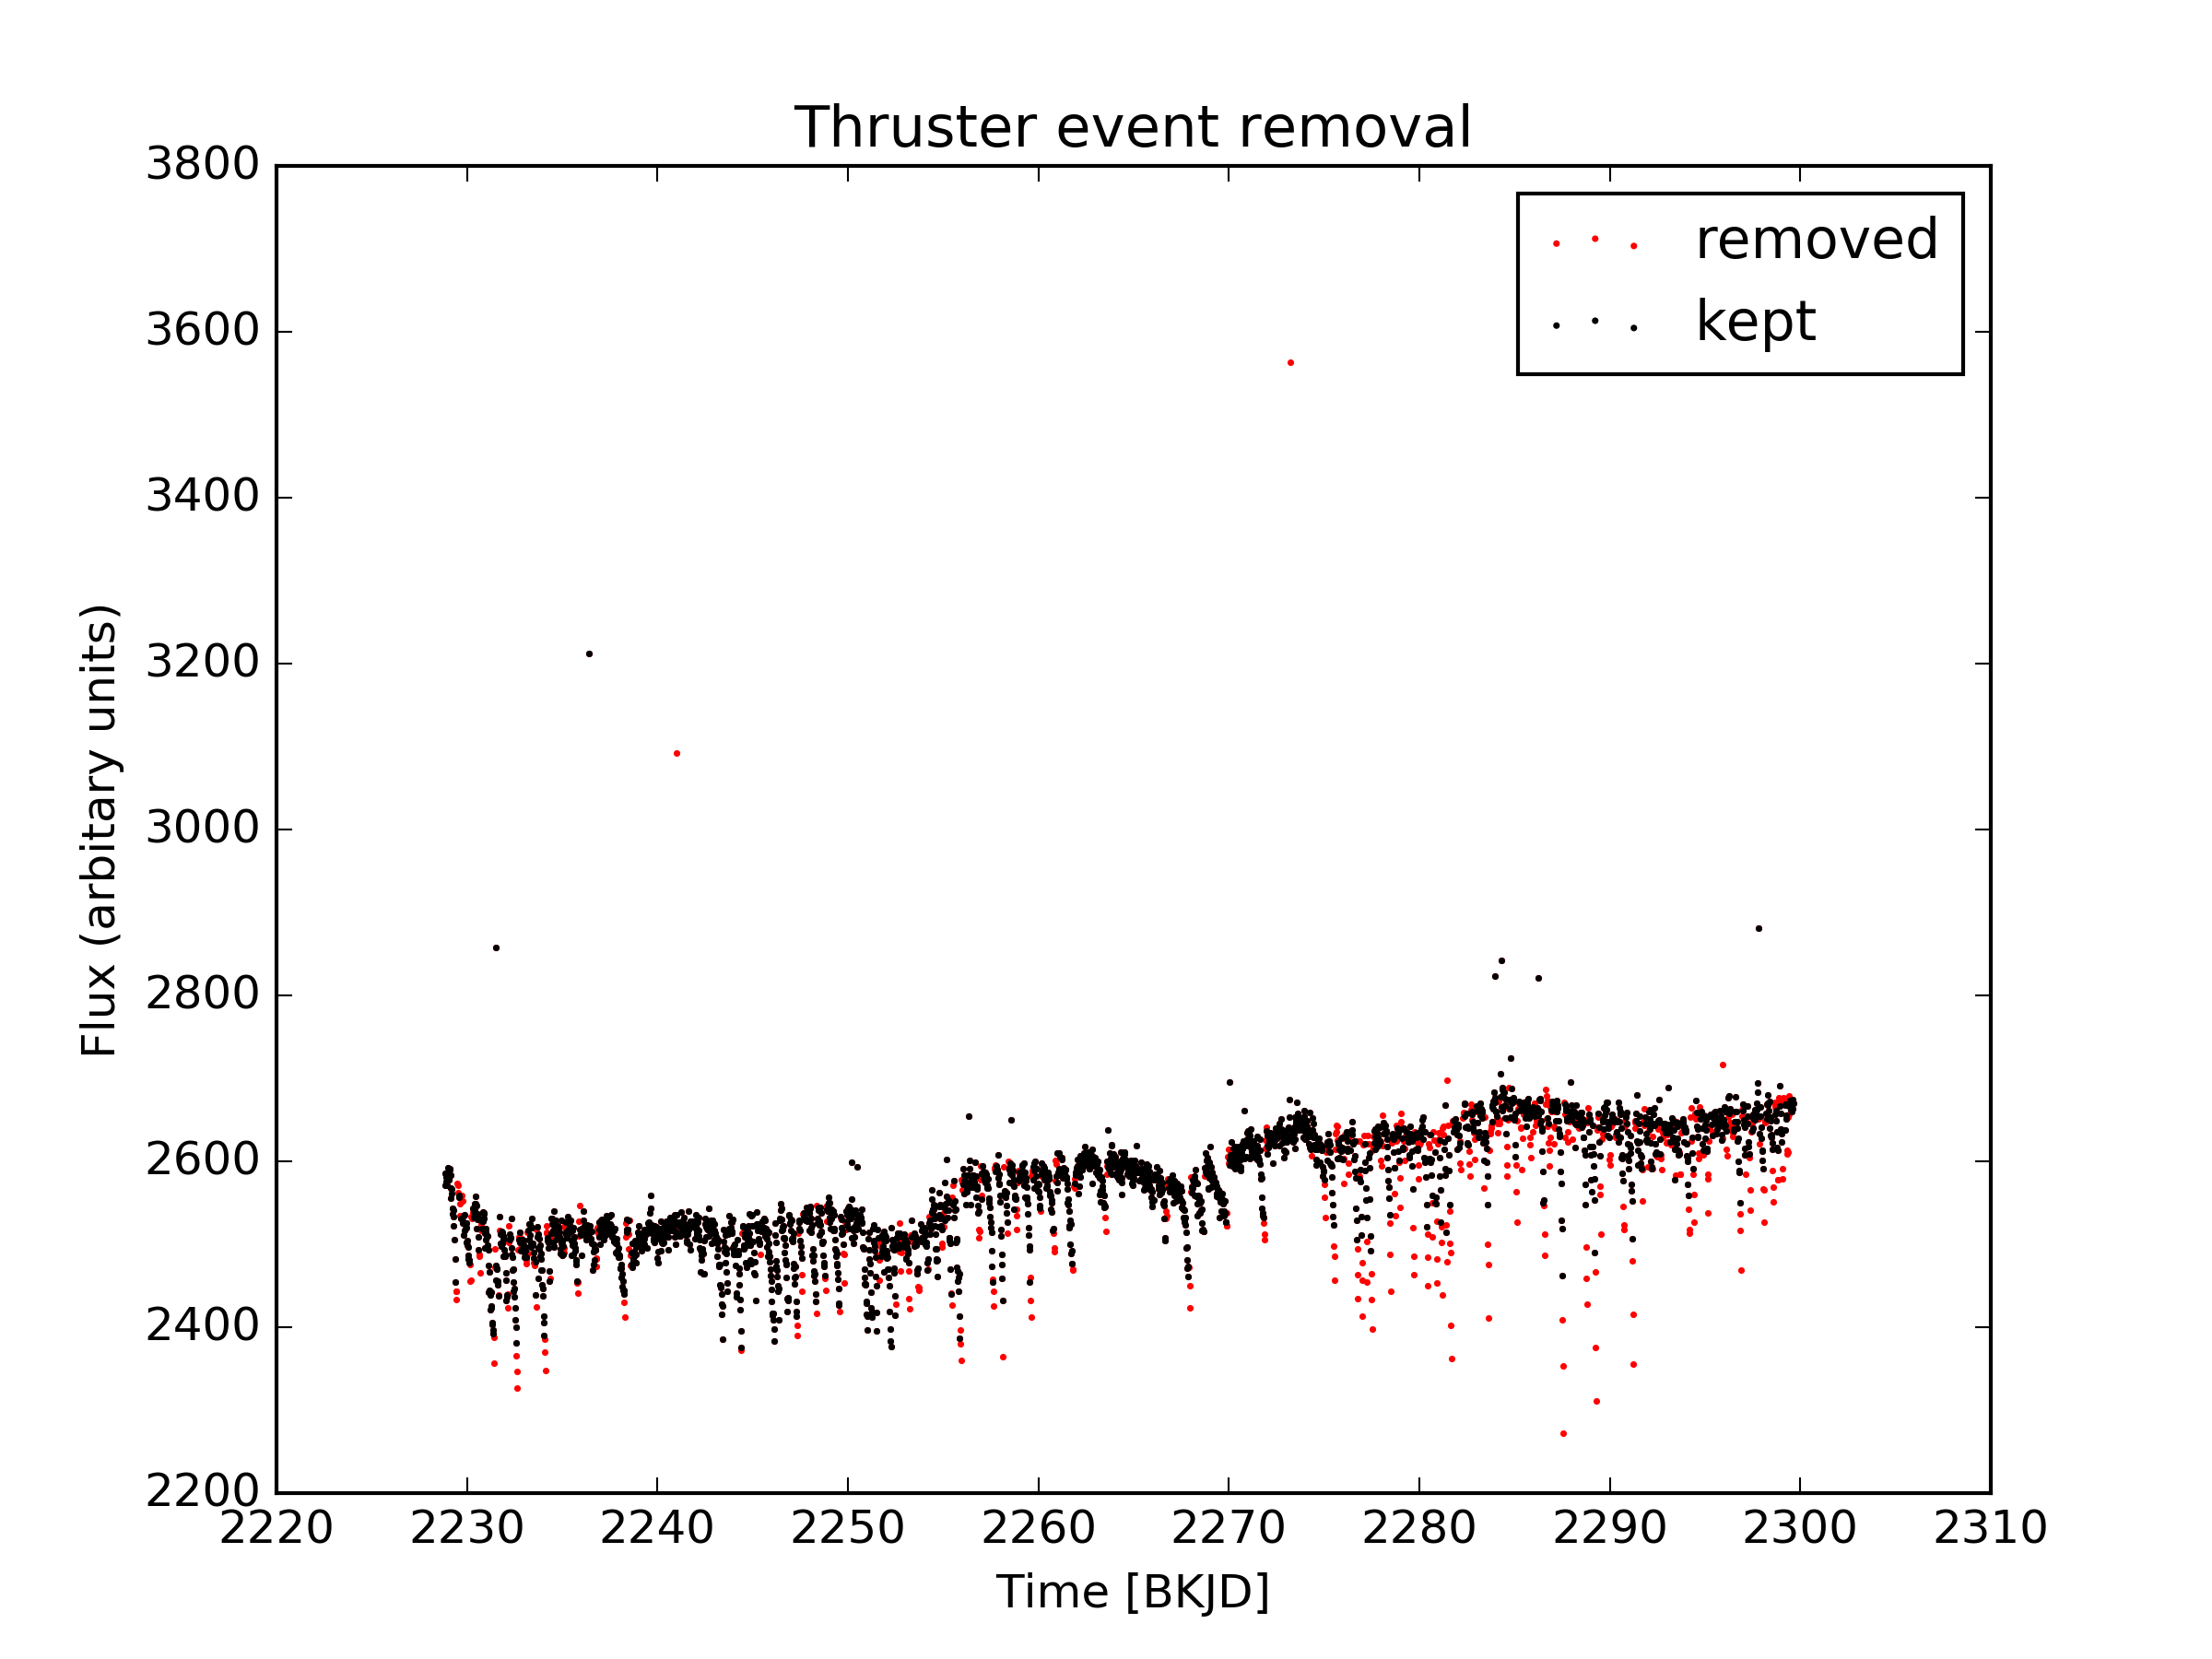 Thruster event removal
3800
3600
3400
3200
3000
2800
2600
2400
2200
Flux (arbitary units)
removed
kept
2220 2230 2240 2250 2260 2270 2280 2290 2300 2310
Time [BKJD]